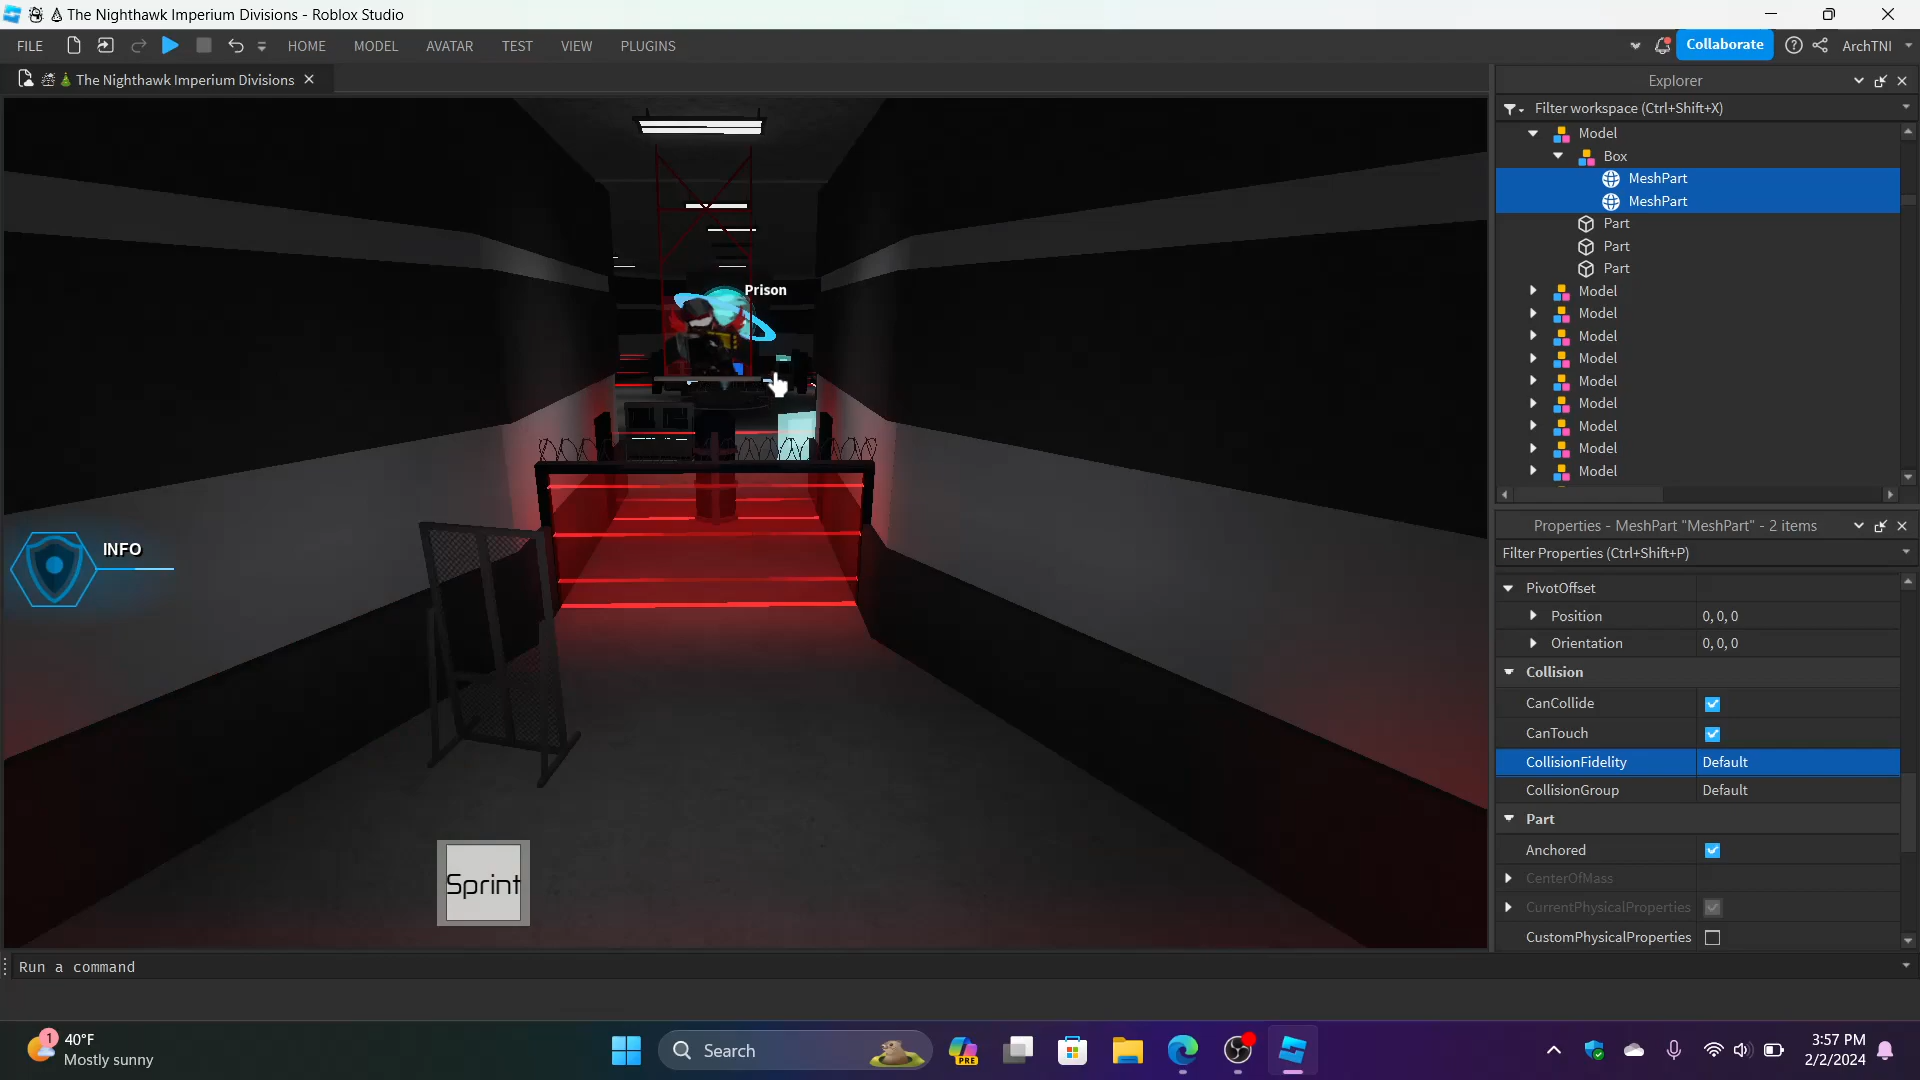 The Nighthawk Imperium Divisions - Roblox Studio
FILE
HOME
MODEL
AVATAR
TEST
VIEW
PLUGINS
Collaborate
ArchTNI
The Nighthawk Imperium Divisions
Prison
INFO
Sprint
Explorer
Filter workspace (Ctrl+Shift+X)
Model
Box
MeshPart
MeshPart
Part
Part
Part
Model
Model
Model
Model
Model
Model
Model
Model
Model
Properties - MeshPart "MeshPart" - 2 items
Filter Properties (Ctrl+Shift+P)
PivotOffset
Position 0, 0, 0
Orientation 0, 0, 0
Collision
CanCollide
CanTouch
CollisionFidelity Default
CollisionGroup Default
Part
Anchored
CenterOfMass
CurrentPhysicalProperties
CustomPhysicalProperties
Run a command
1
40°F
Mostly sunny
Search
PRE
3:57 PM
2/2/2024